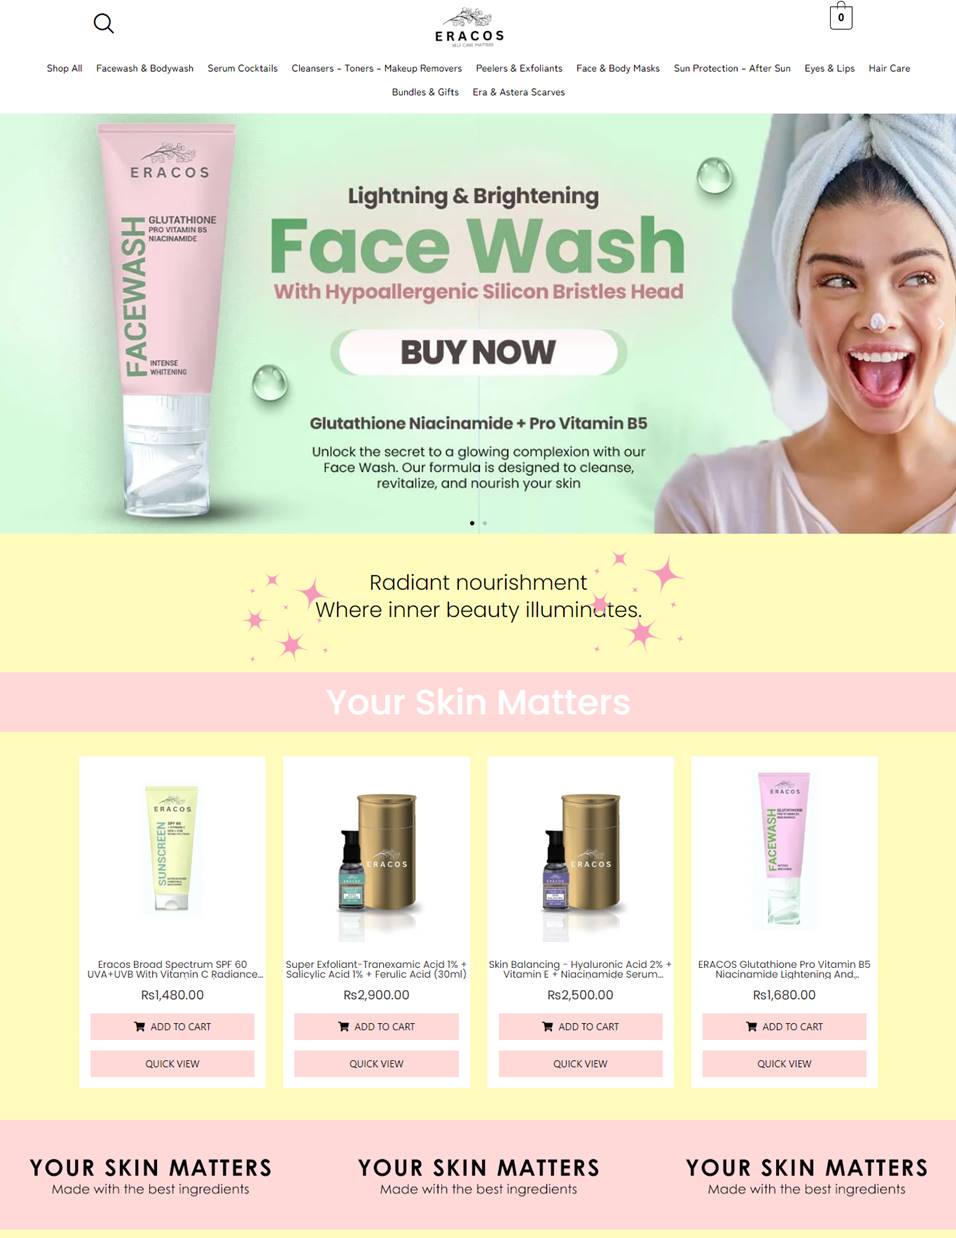 ERACOS
SELF CARE MATTERS
0
Shop All Facewash & Bodywash Serum Cocktails Cleansers - Toners - Makeup Removers Peelers & Exfoliants Face & Body Masks Sun Protection - After Sun Eyes & Lips Hair Care
Bundles & Gifts Era & Astera Scarves
ERACOS
FACEWASH
GLUTATHIONE
PRO VITAMIN B5
NIACINAMIDE
INTENSE
WHITENING
Lightning & Brightening
Face Wash
With Hypoallergenic Silicon Bristles Head
BUY NOW
Glutathione Niacinamide + Pro Vitamin B5
Unlock the secret to a glowing complexion with our
Face Wash. Our formula is designed to cleanse,
revitalize, and nourish your skin
Radiant nourishment
Where inner beauty illuminates.
Your Skin Matters
ERACOS
SUNSCREEN
SPF 60
ERACOS
ERACOS
ERACOS
FACEWASH
GLUTATHIONE
Eracos Broad Spectrum SPF 60
UVA+UVB With Vitamin C Radiance...
Rs1,480.00
ADD TO CART
QUICK VIEW
Super Exfoliant-Tranexamic Acid 1% +
Salicylic Acid 1% + Ferulic Acid (30ml)
Rs2,900.00
ADD TO CART
QUICK VIEW
Skin Balancing - Hyaluronic Acid 2% +
Vitamin E + Niacinamide Serum...
Rs2,500.00
ADD TO CART
QUICK VIEW
ERACOS Glutathione Pro Vitamin B5
Niacinamide Lightening And...
Rs1,680.00
ADD TO CART
QUICK VIEW
YOUR SKIN MATTERS
Made with the best ingredients
YOUR SKIN MATTERS
Made with the best ingredients
YOUR SKIN MATTERS
Made with the best ingredients